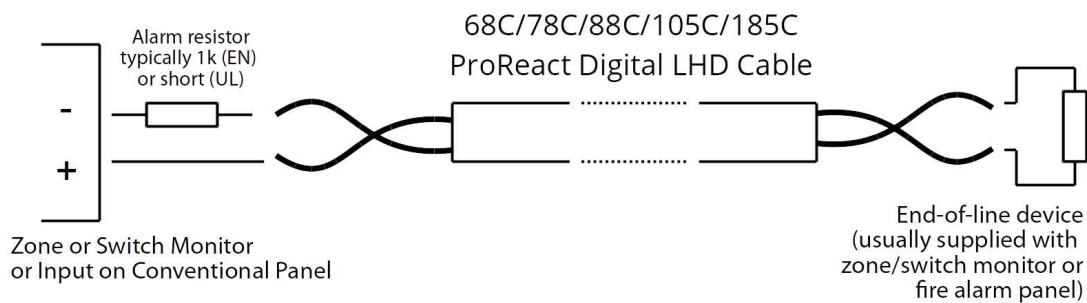 68C/78C/88C/105C/185C
ProReact Digital LHD Cable
Alarm resistor
typically 1k (EN)
or short (UL)
-
+
Zone or Switch Monitor
or Input on Conventional Panel
End-of-line device
(usually supplied with
zone/switch monitor or
fire alarm panel)